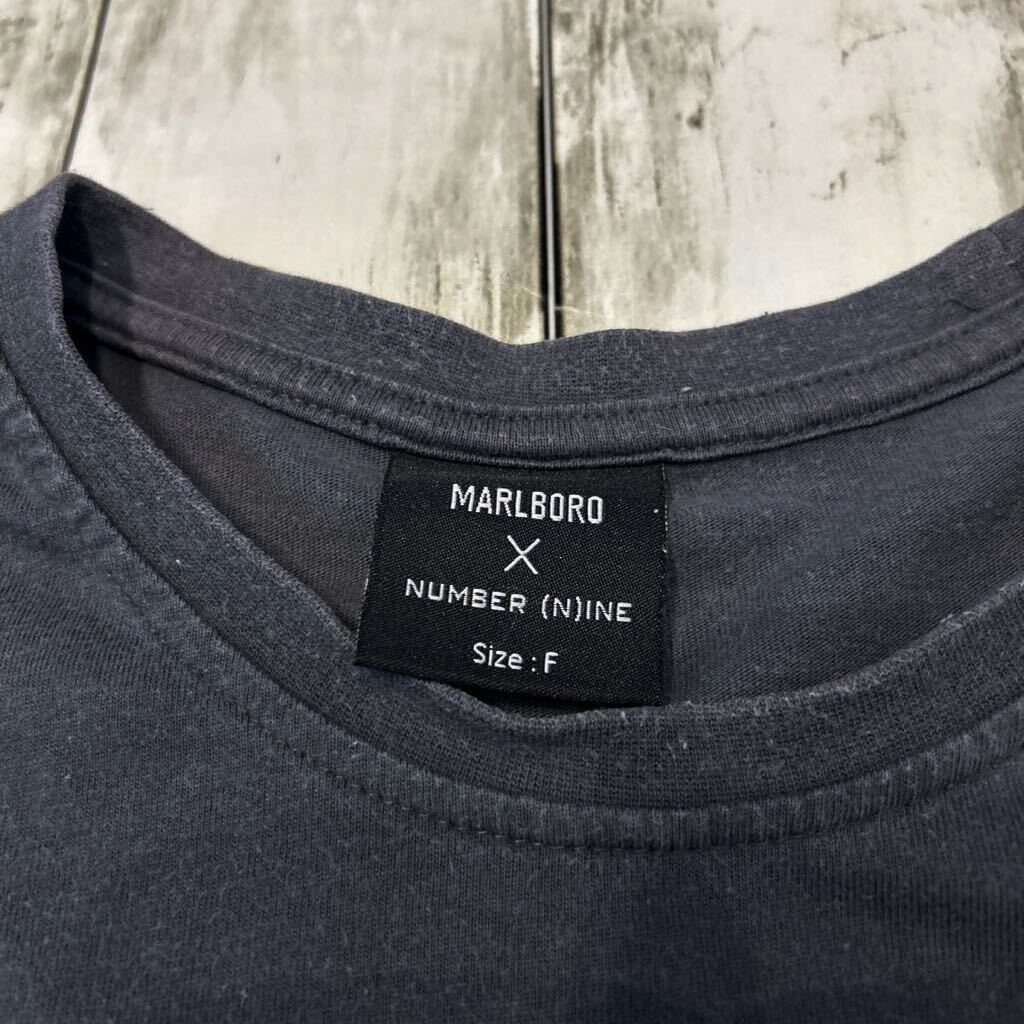 MARLBORO
X
NUMBER (N)INE
Size : F